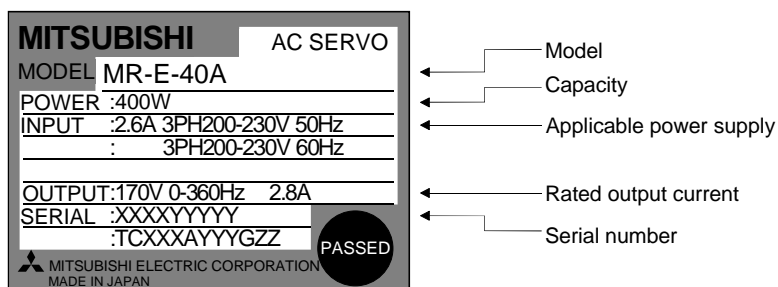 MITSUBISHI AC SERVO
MODEL MR-E-40A
POWER :400W
INPUT :2.6A 3PH200-230V 50Hz
: 3PH200-230V 60Hz
OUTPUT:170V 0-360Hz 2.8A
SERIAL :XXXXYYYYY
:TCXXXAYYYGZZ
PASSED
MITSUBISHI ELECTRIC CORPORATION
MADE IN JAPAN
Model
Capacity
Applicable power supply
Rated output current
Serial number